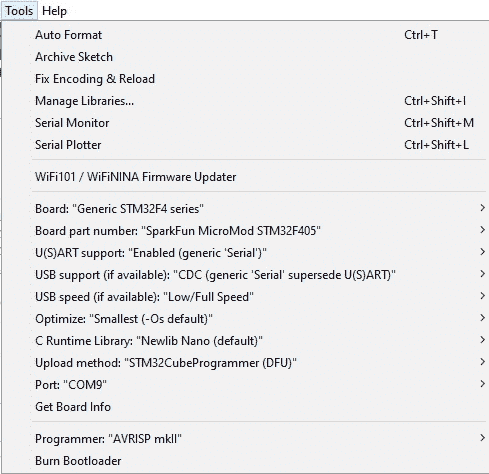 Tools Help
Auto Format Ctrl+T
Archive Sketch
Fix Encoding & Reload
Manage Libraries... Ctrl+Shift+I
Serial Monitor Ctrl+Shift+M
Serial Plotter Ctrl+Shift+L
WiFi101 / WiFiNINA Firmware Updater
Board: "Generic STM32F4 series"
Board part number: "SparkFun MicroMod STM32F405"
U(S)ART support: "Enabled (generic 'Serial')"
USB support (if available): "CDC (generic 'Serial' supersede U(S)ART)"
USB speed (if available): "Low/Full Speed"
Optimize: "Smallest (-Os default)"
C Runtime Library: "Newlib Nano (default)"
Upload method: "STM32CubeProgrammer (DFU)"
Port: "COM9"
Get Board Info
Programmer: "AVRISP mkII"
Burn Bootloader